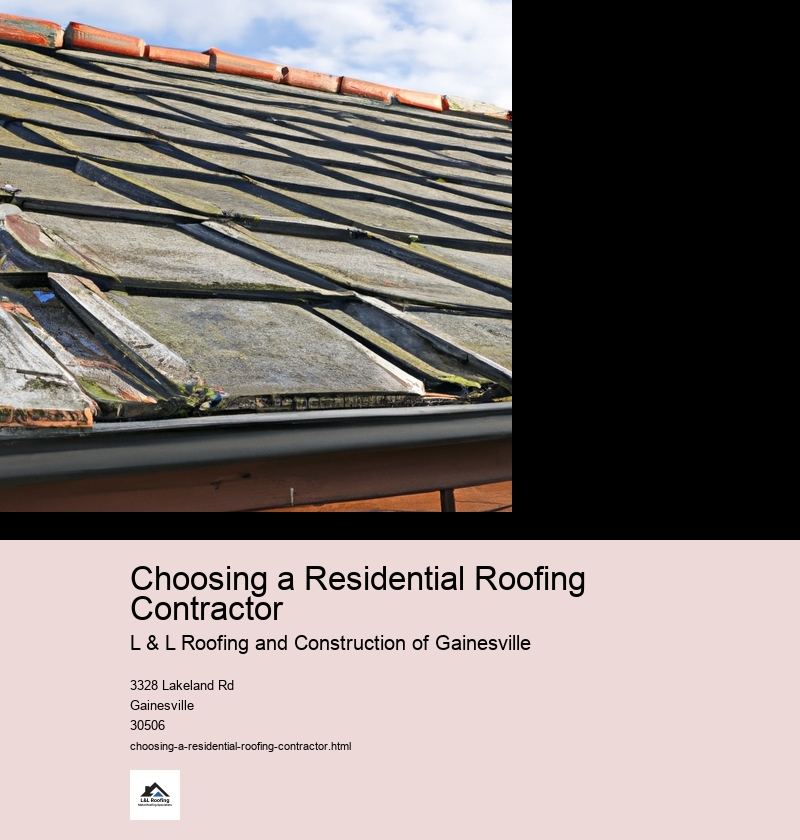 Choosing a Residential Roofing
Contractor
L & L Roofing and Construction of Gainesville
3328 Lakeland Rd
Gainesville
30506
choosing-a-residential-roofing-contractor.html
L&L Roofing